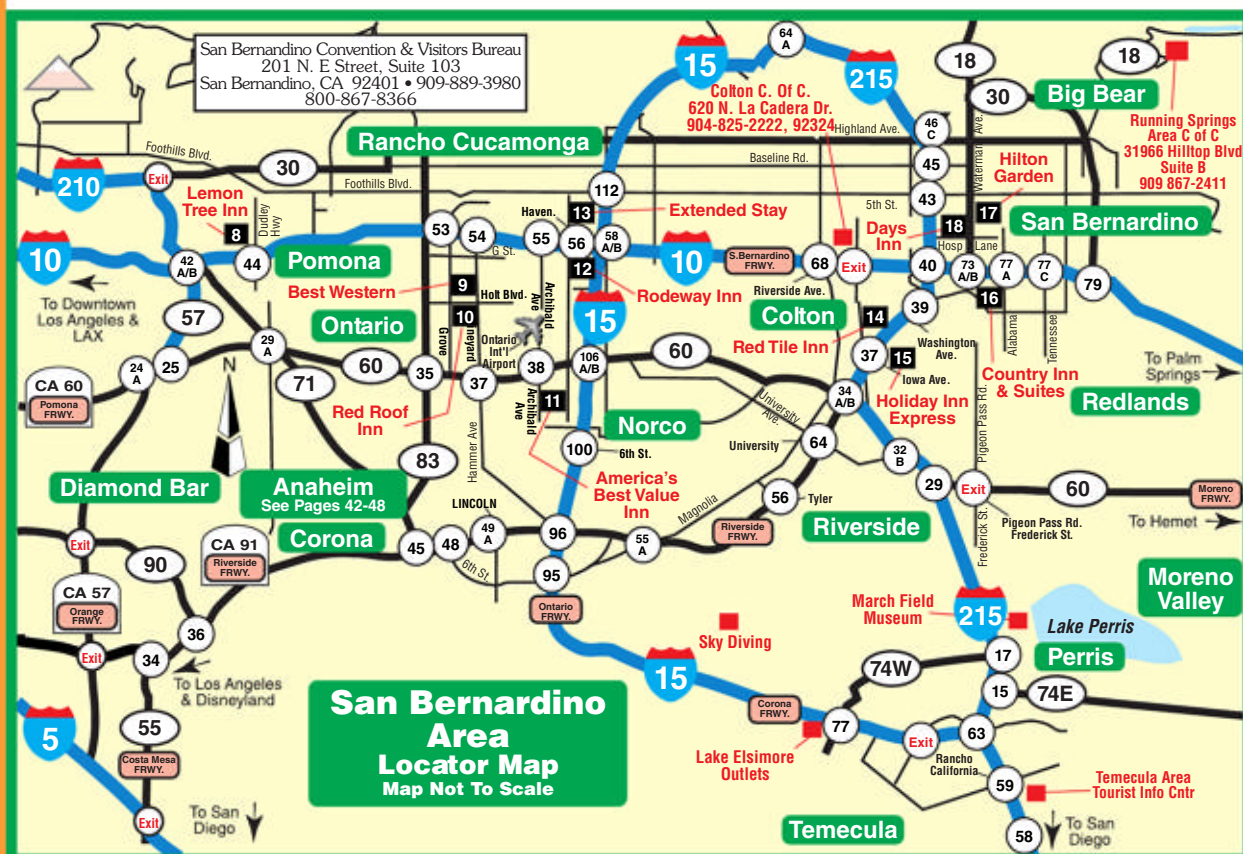 San Bernandino Convention & Visitors Bureau
201 N. E Street, Suite 103
San Bernandino, CA 92401 • 909-889-3980
800-867-8366
64
A
15
215
18
18
30
Big Bear
Colton C. Of C.
620 N. La Cadera Dr.
904-825-2222, 92324
Running Springs
Area C of C
31966 Hilltop Blvd
Suite B
909 867-2411
Rancho Cucamonga
Highland Ave.
46
C
Waterman Ave.
Foothills Blvd.
30
Baseline Rd.
45
210
Exit
Foothills Blvd.
112
5th St.
43
Hilton
Garden
Lemon
Tree Inn
8
Dudley
Hwy
Haven.
13
Extended Stay
Days
Inn
18
17
San Bernardino
53
54
G St.
55
56
58
A/B
10
42
A/B
44
Pomona
12
10
S.Bernardino
FRWY.
68
Exit
40
Hosp
Lane
73
A/B
77
A
77
C
79
Best Western
9
Holt Blvd.
Archibald
Ave
Rodeway Inn
Riverside Ave.
16
To Downtown
Los Angeles &
LAX
57
Ontario
10
Grove
ineyard
Ontario
Int'l
Airport
15
Colton
14
39
Red Tile Inn
Washington
Ave.
Alabama
Tennessee
29
A
60
35
37
38
106
A/B
60
37
15
Iowa Ave.
Country Inn
& Suites
To Palm
Springs
24
A
25
N
71
CA 60
Pomona
FRWY.
Red Roof
Inn
11
Archibald
Ave
34
A/B
Holiday Inn
Express
Redlands
Norco
University
Ave.
83
Hammer Ave
100
6th St.
University
64
32
B
Pigeon Pass Rd.
Diamond Bar
Anaheim
See Pages 42-48
America's
Best Value
Inn
29
Exit
60
Moreno
FRWY.
Magnolia
56
Tyler
Riverside
Pigeon Pass Rd.
Frederick St.
Frederick St.
To Hemet
LINCOLN
Corona
45
48
49
A
96
55
A
Riverside
FRWY.
Exit
CA 91
Riverside
FRWY.
90
6th St.
95
Moreno
Valley
CA 57
Orange
FRWY.
Ontario
FRWY.
March Field
Museum
215
Lake Perris
36
Sky Diving
Exit
34
17
Perris
To Los Angeles
& Disneyland
15
74W
15
74E
San Bernardino
Area
Locator Map
Map Not To Scale
Corona
FRWY.
5
55
77
Exit
63
Costa Mesa
FRWY.
Lake Elsimore
Outlets
Rancho
California
59
Temecula Area
Tourist Info Cntr
Exit
To San
Diego
Temecula
58
To San
Diego